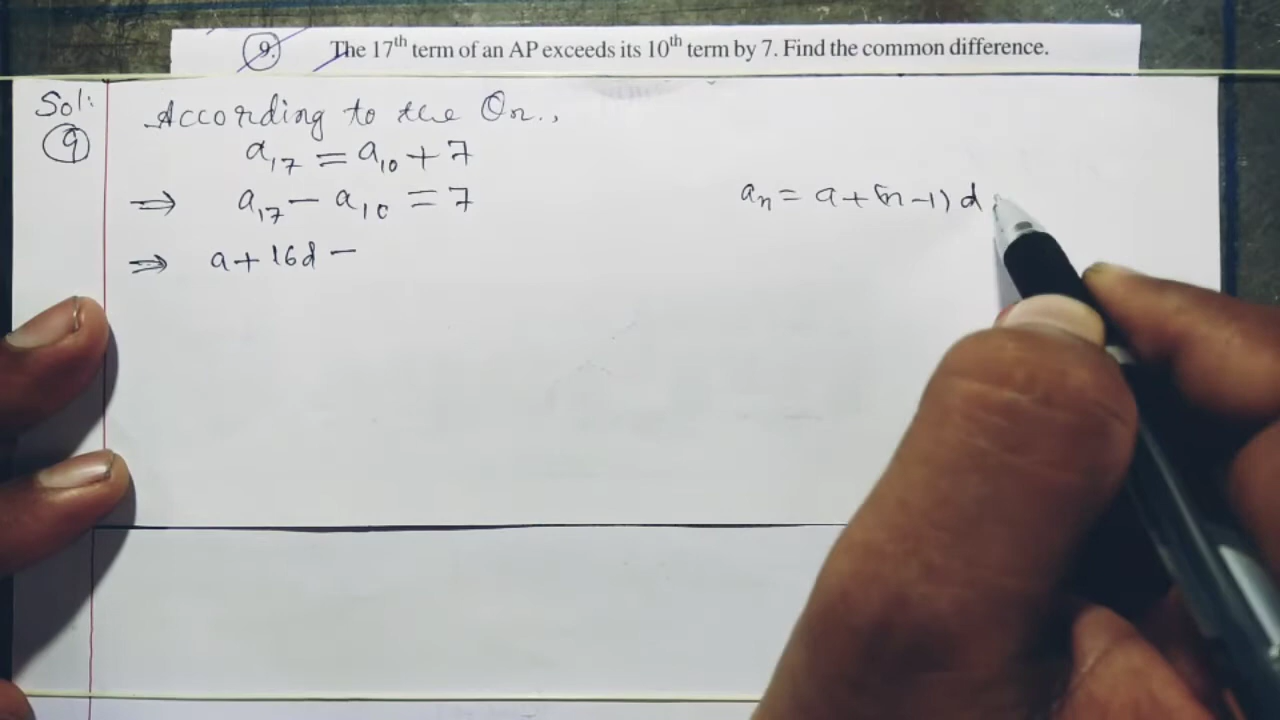 9. The 17th term of an AP exceeds its 10th term by 7. Find the common difference.
Sol:
9
According to the Qn.,
a₁₇ = a₁₀ + 7
⇒ a₁₇ − a₁₀ = 7
aₙ = a + (n − 1) d
⇒ a + 16d −